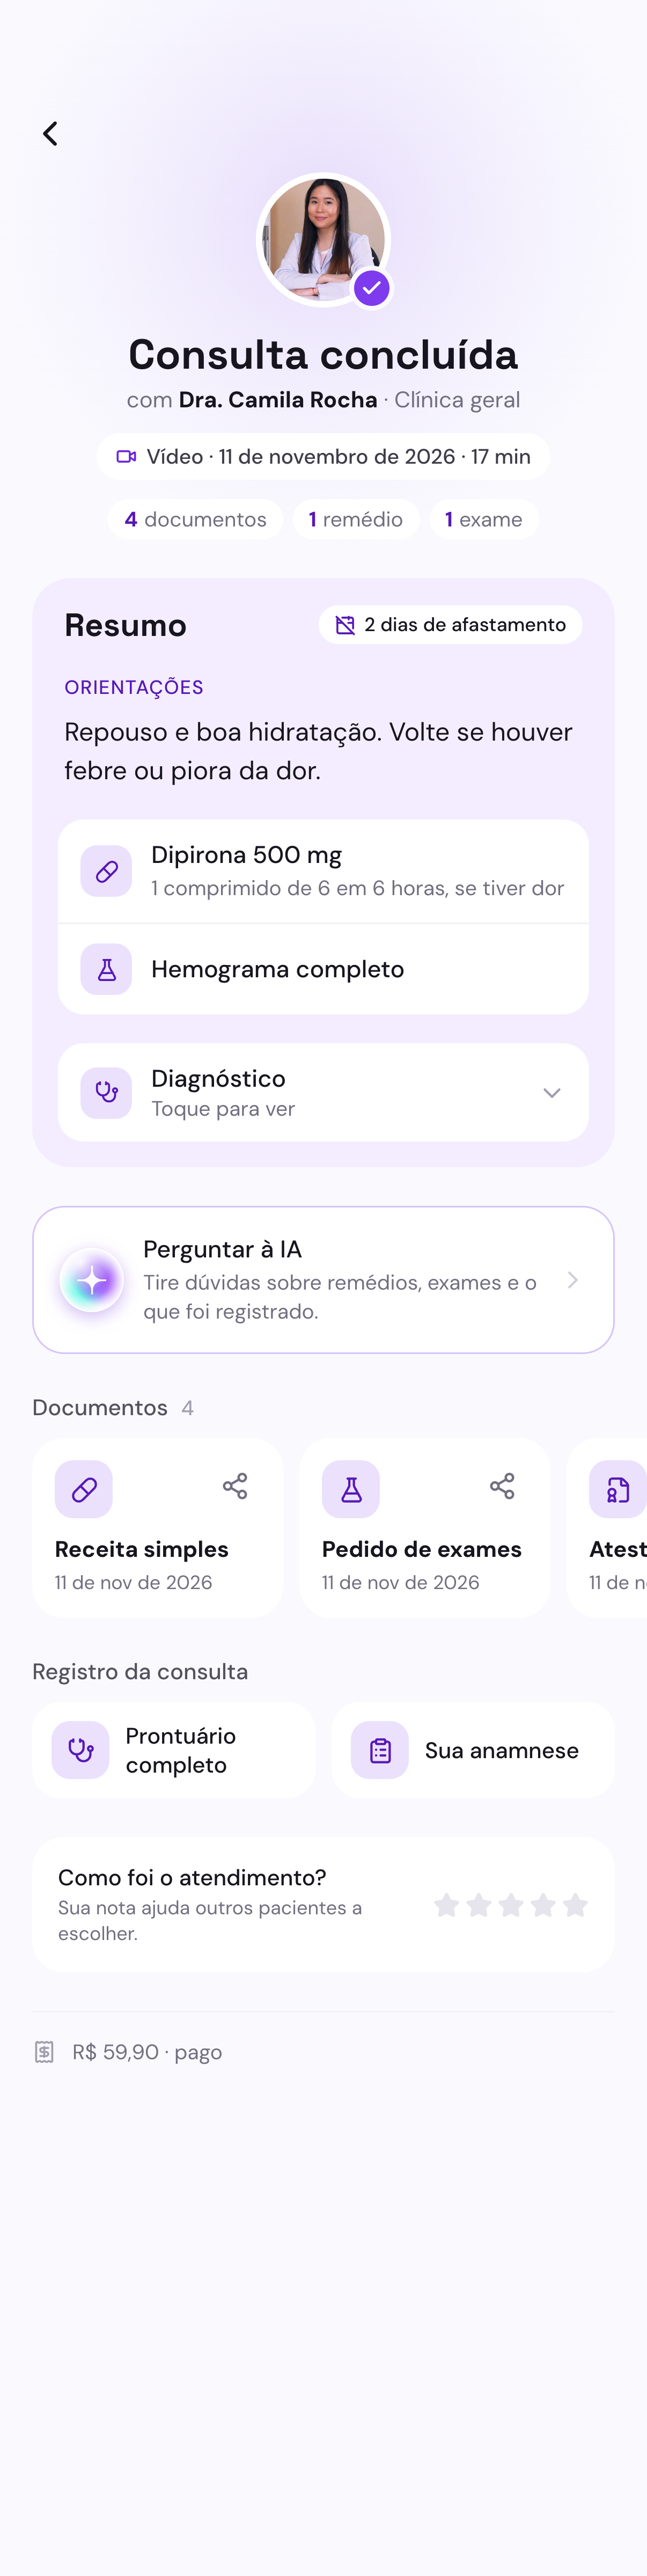 Consulta concluída
com Dra. Camila Rocha · Clínica geral
Vídeo · 11 de novembro de 2026 · 17 min
4 documentos
1 remédio
1 exame
Resumo
2 dias de afastamento
ORIENTAÇÕES
Repouso e boa hidratação. Volte se houver
febre ou piora da dor.
Dipirona 500 mg
1 comprimido de 6 em 6 horas, se tiver dor
Hemograma completo
Diagnóstico
Toque para ver
Perguntar à IA
Tire dúvidas sobre remédios, exames e o
que foi registrado.
Documentos 4
Receita simples
11 de nov de 2026
Pedido de exames
11 de nov de 2026
Atest
11 de n
Registro da consulta
Prontuário
completo
Sua anamnese
Como foi o atendimento?
Sua nota ajuda outros pacientes a
escolher.
R$ 59,90 · pago